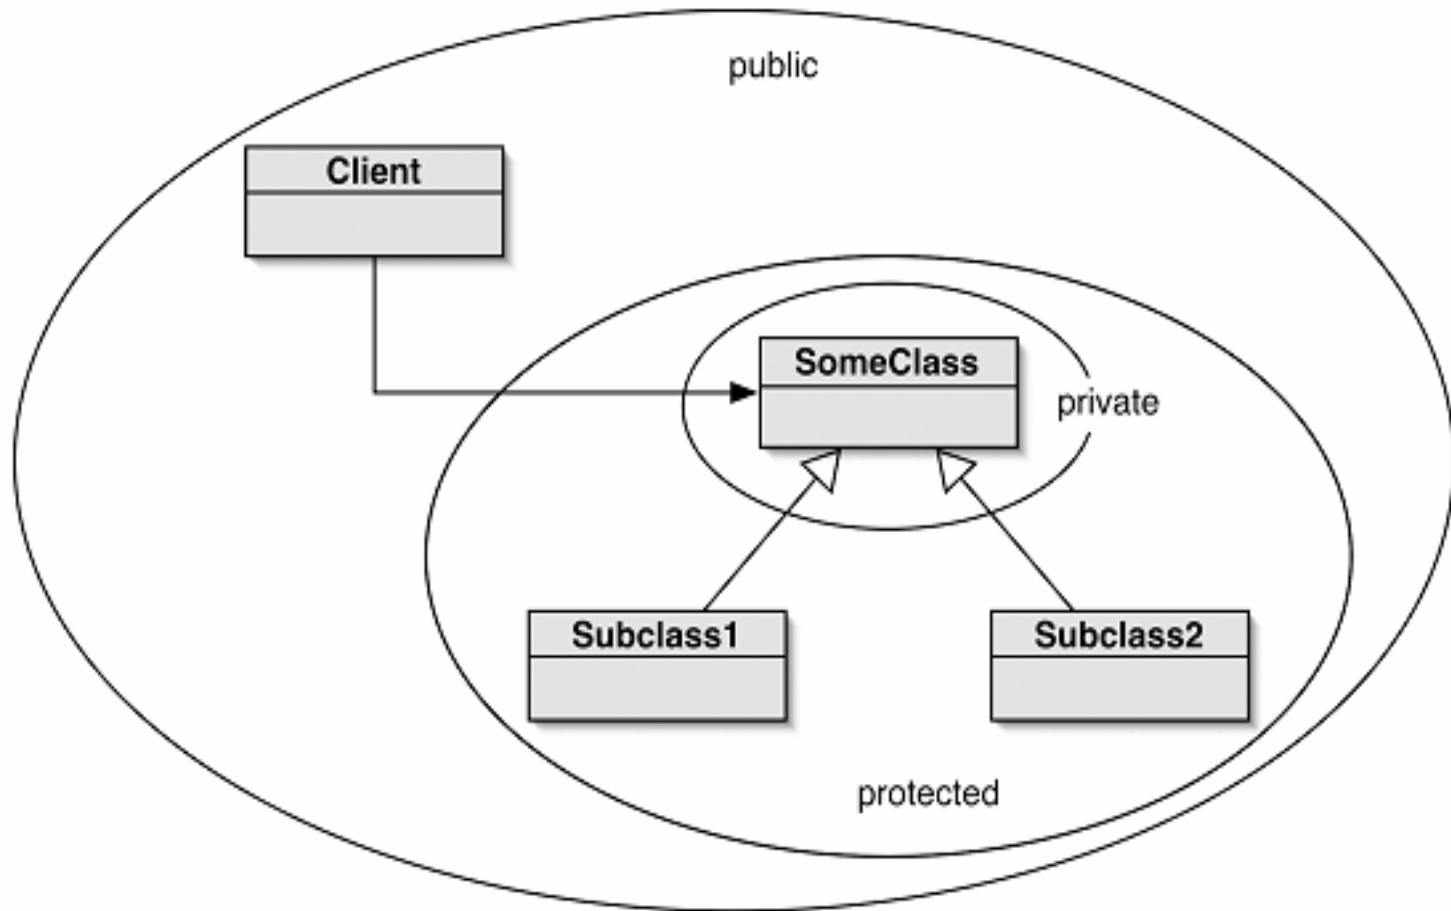 public
Client
SomeClass
private
Subclass1
Subclass2
protected